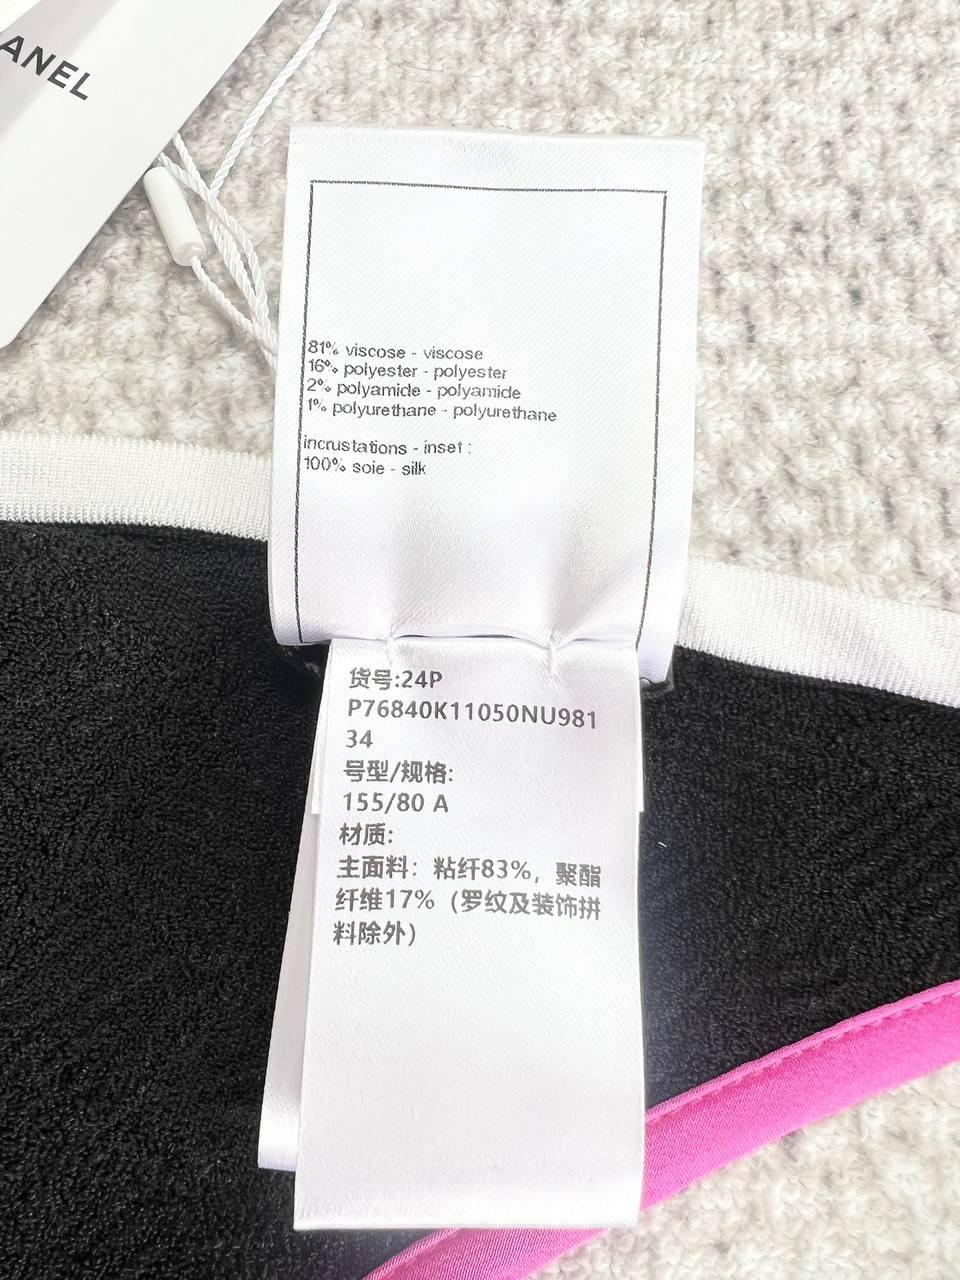 ANEL
81% viscose - viscose
16% polyester - polyester
2% polyamide - polyamide
1% polyurethane - polyurethane
incrustations - inset :
100% soie - silk
货号:24P
P76840K11050NU981
34
号型/规格:
155/80 A
材质:
主面料：粘纤83%，聚酯
纤维17%（罗纹及装饰拼
料除外）